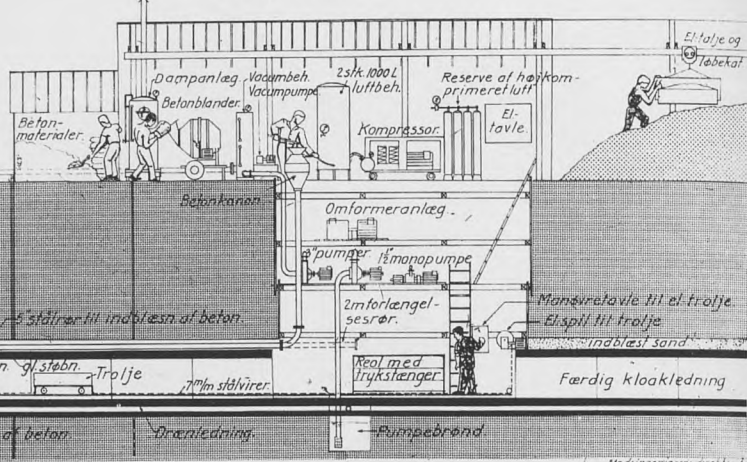 El-talje og
løbekat
Dampanlæg.
Vacumbeh.
Vacumpumpe
2 stk. 1000 L
luftbeh.
Reserve af højkom-
primeret luft
Betonblander.
Beton-
materialer.
Kompressor.
El-
tavle.
Betonkanon
Omformeranlæg.
3" pumper.
1½" monopumpe
2m forlængel-
sesrør.
Manøvretavle til el-trolje.
El.spil til trolje
5" stålrør til indblæsn. af beton.
indblæst sand
gl. støbn.
Trolje
7 m/m stålvirer.
Reol med
trykstænger
Færdig kloakledning
af beton.
Drænledning.
Pumpebrønd.